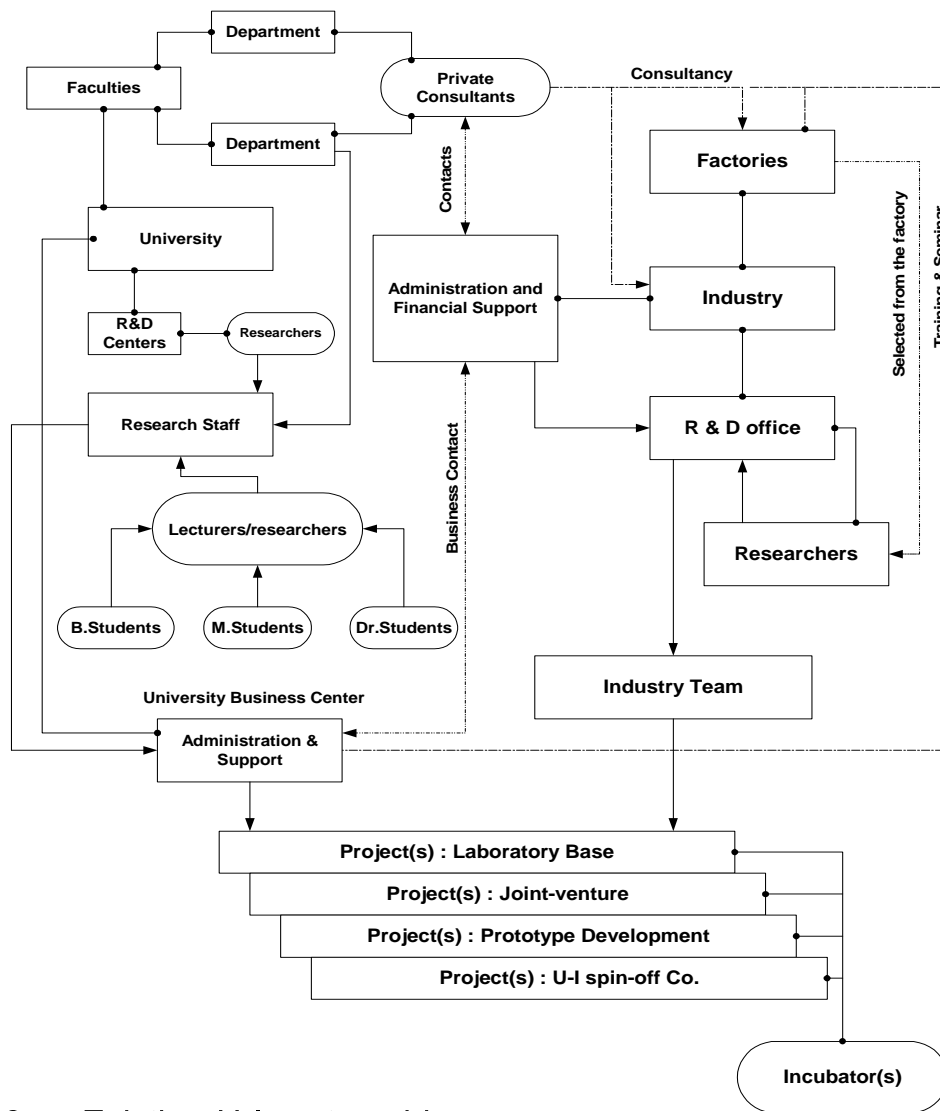 Department
Faculties
Department
Private
Consultants
Consultancy
Contacts
Factories
University
Administration and
Financial Support
Industry
Selected from the factory
Training & Seminar
R&D
Centers
Researchers
Research Staff
R & D office
Business Contact
Lecturers/researchers
Researchers
B.Students
M.Students
Dr.Students
Industry Team
University Business Center
Administration &
Support
Project(s) : Laboratory Base
Project(s) : Joint-venture
Project(s) : Prototype Development
Project(s) : U-I spin-off Co.
Incubator(s)